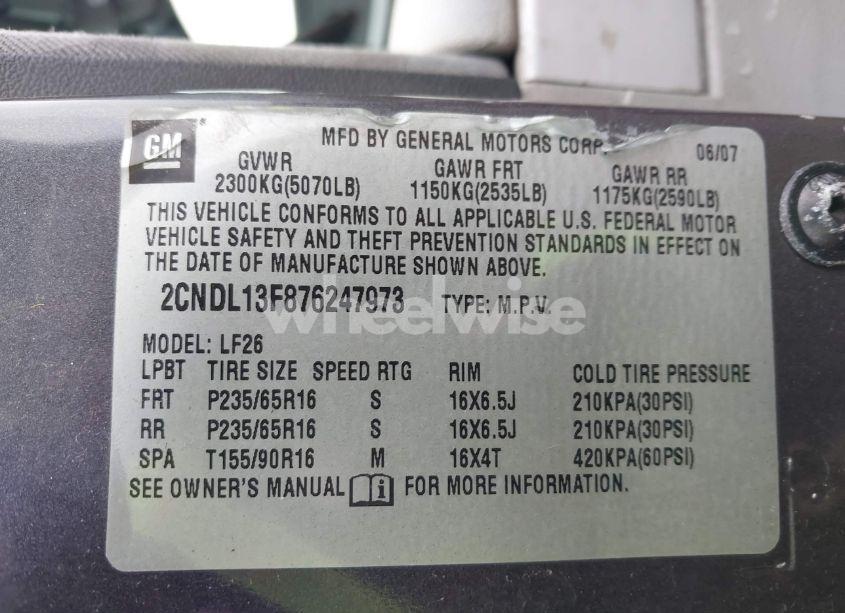 GM
MFD BY GENERAL MOTORS CORP. 06/07
GVWR GAWR FRT GAWR RR
2300KG(5070LB) 1150KG(2535LB) 1175KG(2590LB)
THIS VEHICLE CONFORMS TO ALL APPLICABLE U.S. FEDERAL MOTOR
VEHICLE SAFETY AND THEFT PREVENTION STANDARDS IN EFFECT ON
THE DATE OF MANUFACTURE SHOWN ABOVE.
2CNDL13F876247973 TYPE: M.P.V.
wheelwise
MODEL: LF26
LPBT TIRE SIZE SPEED RTG RIM COLD TIRE PRESSURE
FRT P235/65R16 S 16X6.5J 210KPA(30PSI)
RR P235/65R16 S 16X6.5J 210KPA(30PSI)
SPA T155/90R16 M 16X4T 420KPA(60PSI)
SEE OWNER'S MANUAL i FOR MORE INFORMATION.